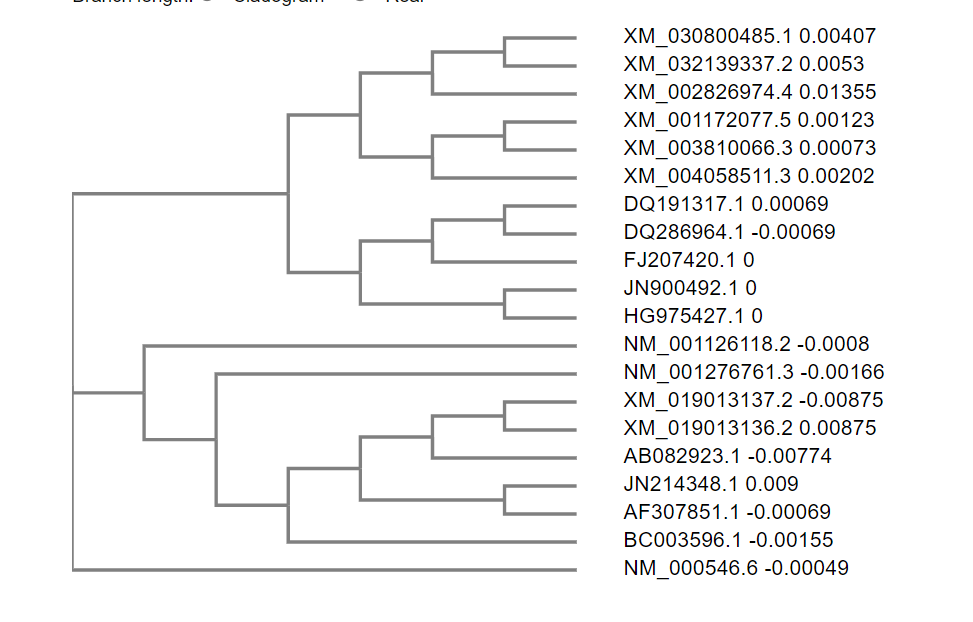 Branch length: Cladogram Real
XM_030800485.1 0.00407
XM_032139337.2 0.0053
XM_002826974.4 0.01355
XM_001172077.5 0.00123
XM_003810066.3 0.00073
XM_004058511.3 0.00202
DQ191317.1 0.00069
DQ286964.1 -0.00069
FJ207420.1 0
JN900492.1 0
HG975427.1 0
NM_001126118.2 -0.0008
NM_001276761.3 -0.00166
XM_019013137.2 -0.00875
XM_019013136.2 0.00875
AB082923.1 -0.00774
JN214348.1 0.009
AF307851.1 -0.00069
BC003596.1 -0.00155
NM_000546.6 -0.00049